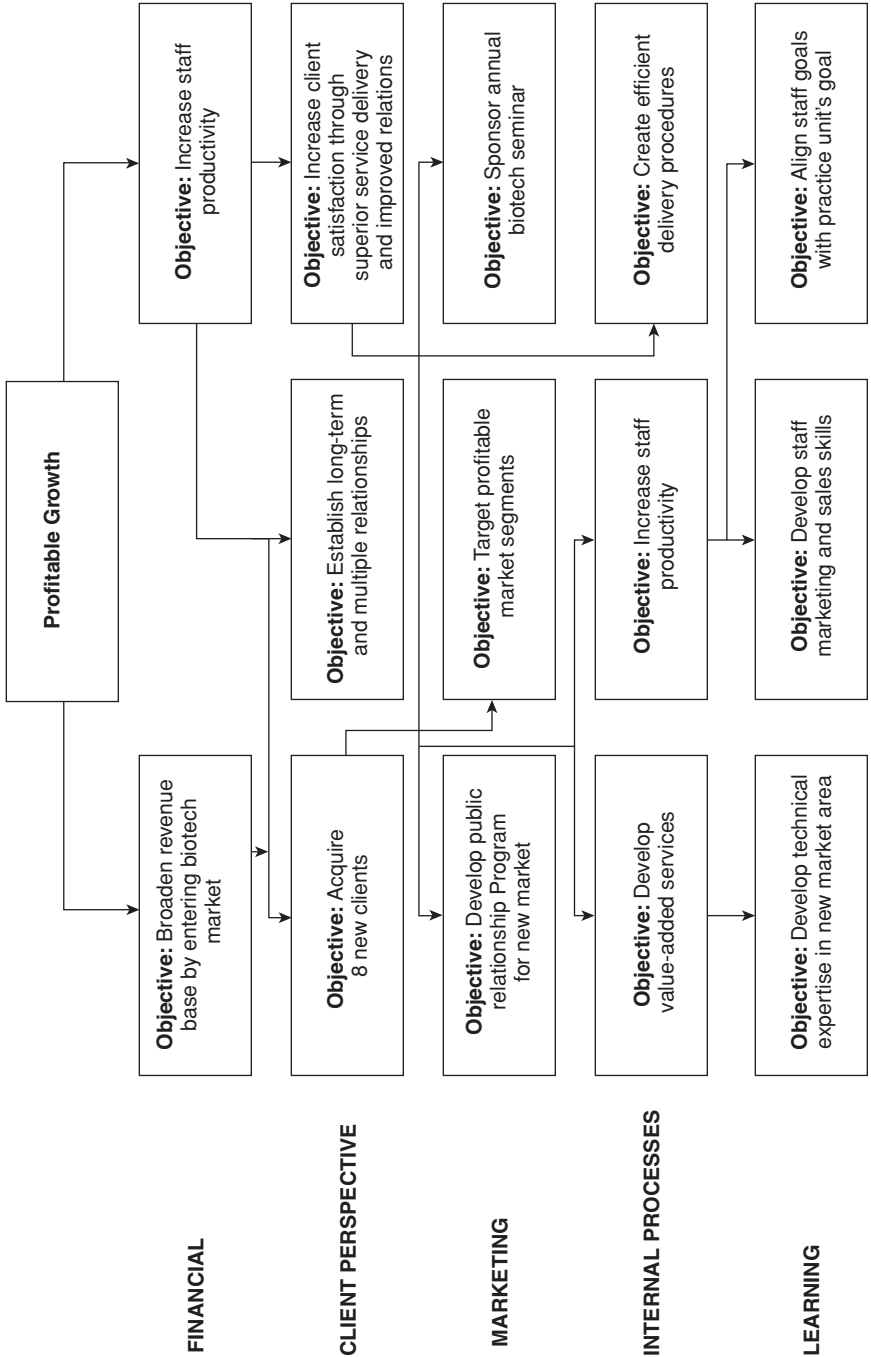 Profitable Growth
FINANCIAL
Objective: Broaden revenue
base by entering biotech
market
Objective: Increase staff
productivity
CLIENT PERSPECTIVE
Objective: Acquire
8 new clients
Objective: Establish long-term
and multiple relationships
Objective: Increase client
satisfaction through
superior service delivery
and improved relations
MARKETING
Objective: Develop public
relationship Program
for new market
Objective: Target profitable
market segments
Objective: Sponsor annual
biotech seminar
INTERNAL PROCESSES
Objective: Develop
value-added services
Objective: Increase staff
productivity
Objective: Create efficient
delivery procedures
LEARNING
Objective: Develop technical
expertise in new market area
Objective: Develop staff
marketing and sales skills
Objective: Align staff goals
with practice unit's goal